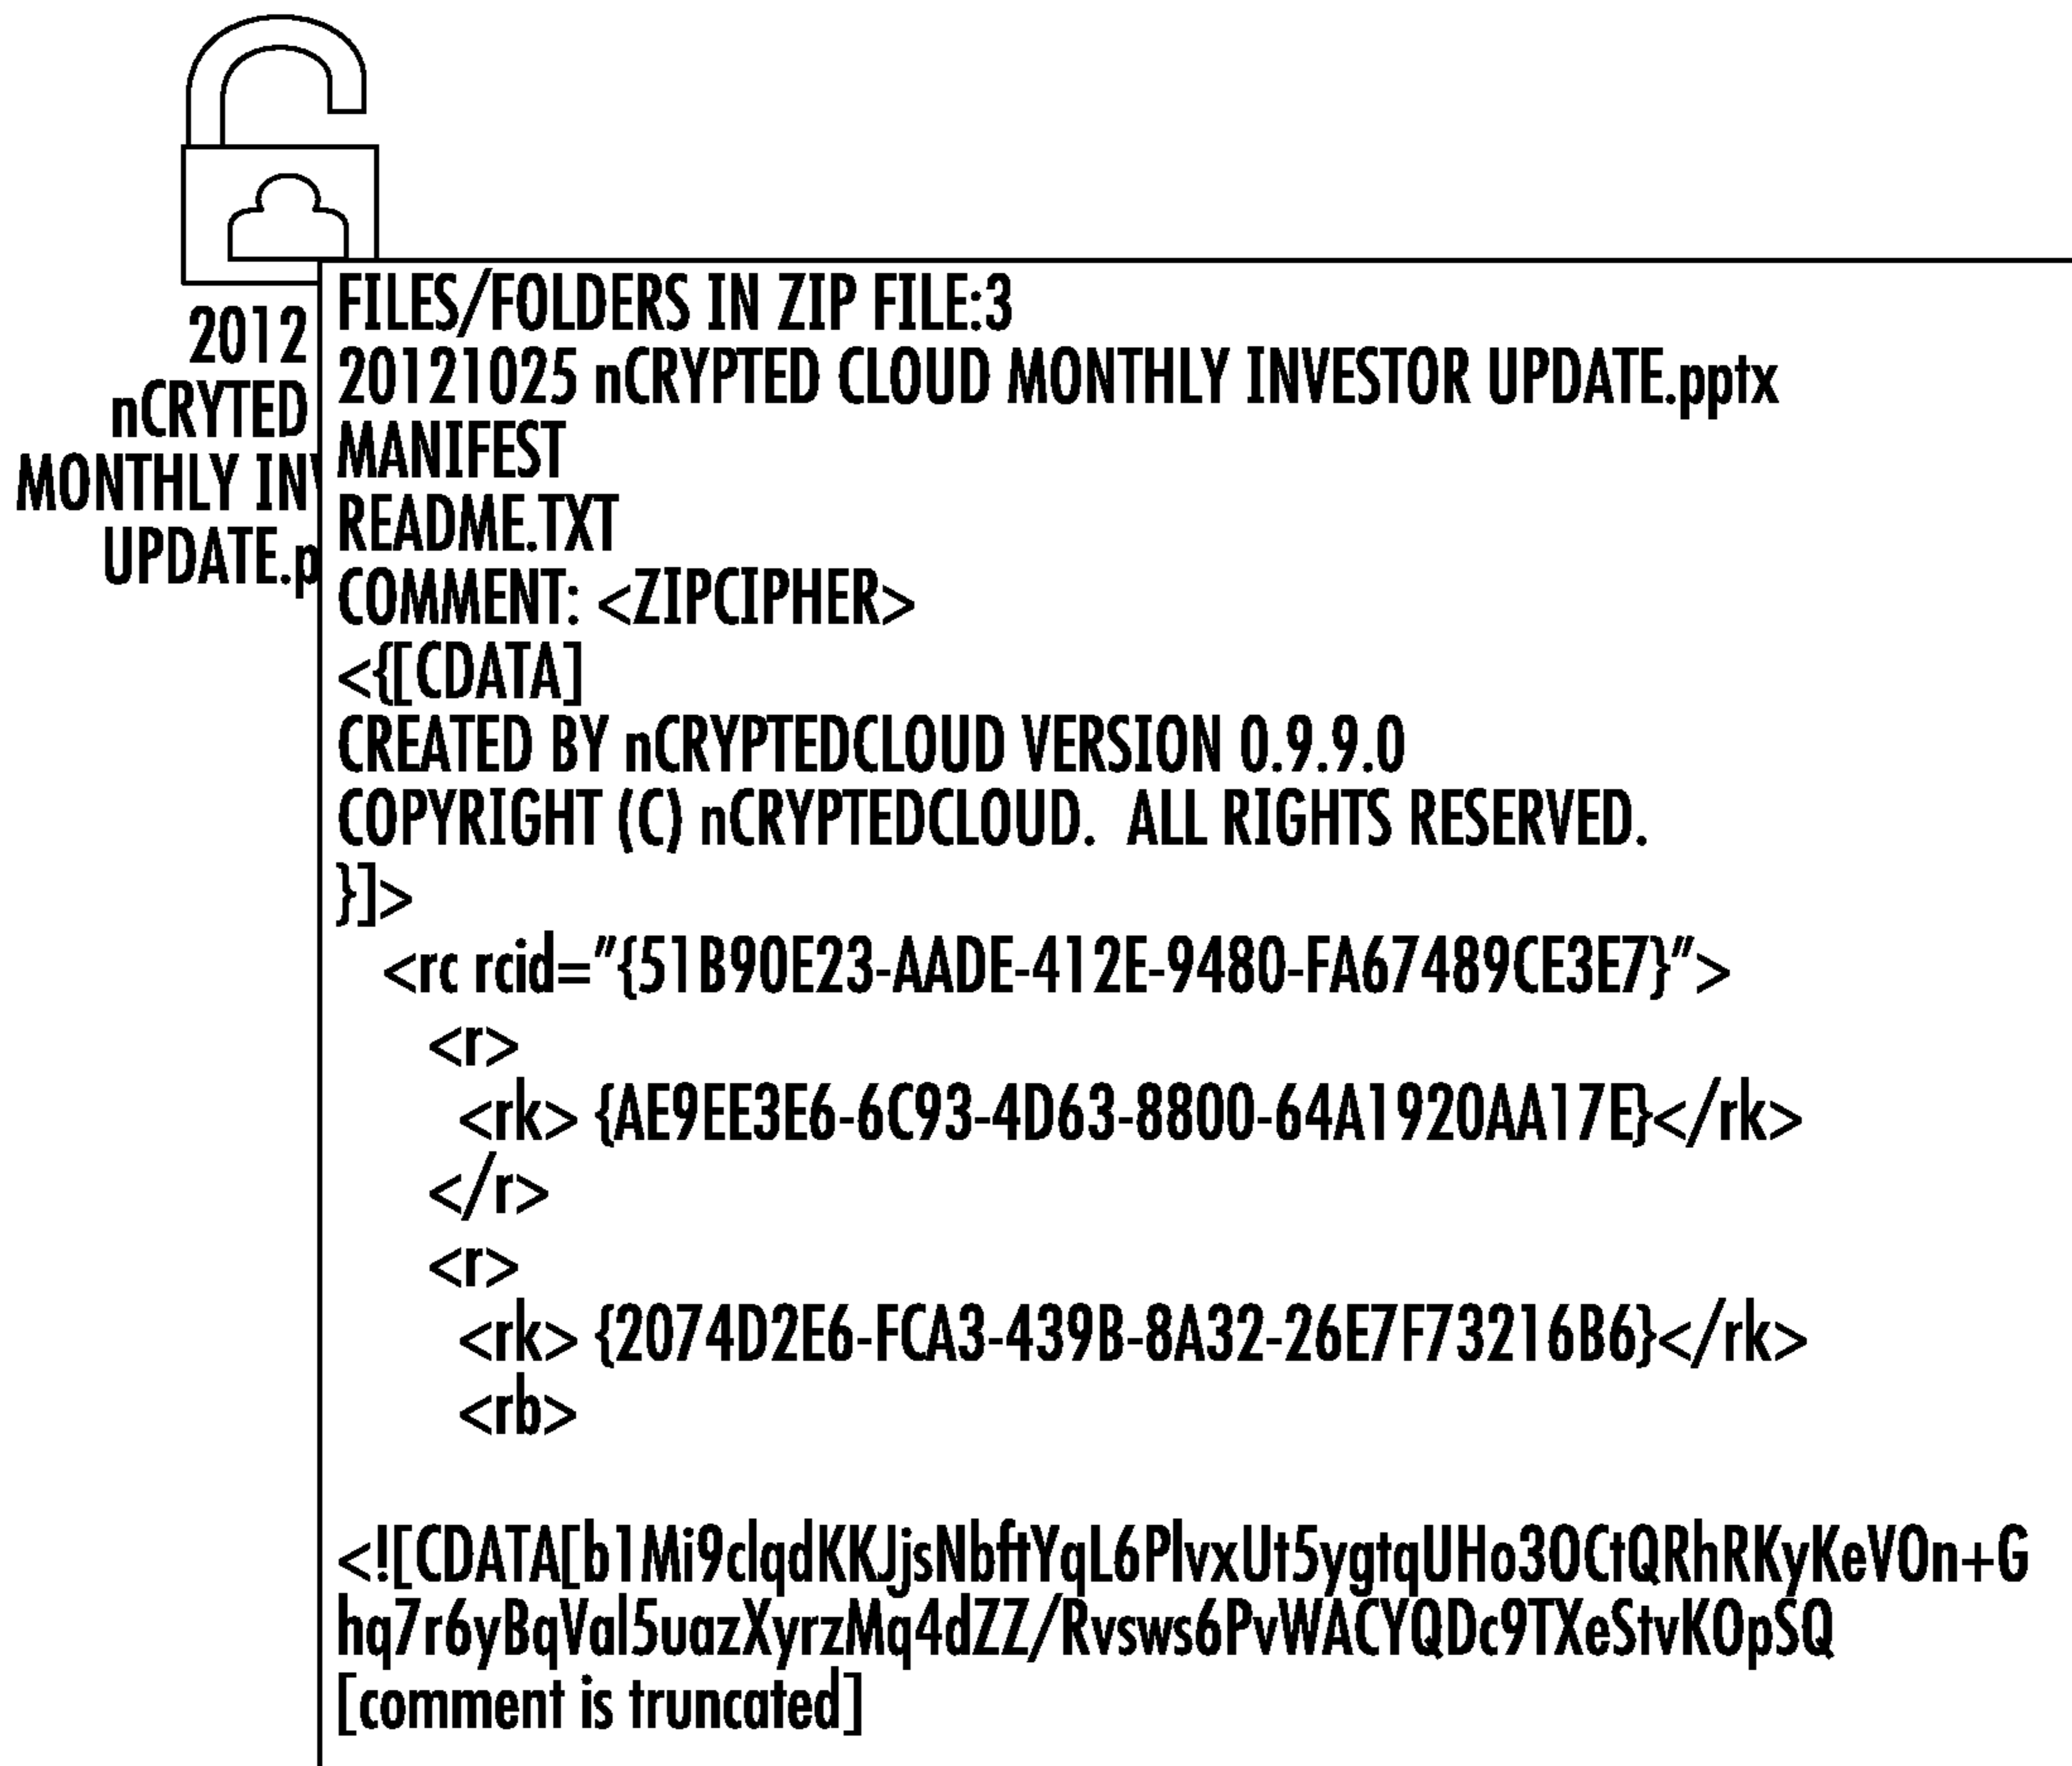 2012
nCRYTED
MONTHLY IN
UPDATE.p
FILES/FOLDERS IN ZIP FILE:3
20121025 nCRYPTED CLOUD MONTHLY INVESTOR UPDATE.pptx
MANIFEST
README.TXT
COMMENT: <ZIPCIPHER>
<{[CDATA]
CREATED BY nCRYPTEDCLOUD VERSION 0.9.9.0
COPYRIGHT (C) nCRYPTEDCLOUD.  ALL RIGHTS RESERVED.
}]>
<rc rcid="{51B90E23-AADE-412E-9480-FA67489CE3E7}">
<r>
<rk> {AE9EE3E6-6C93-4D63-8800-64A1920AA17E}</rk>
</r>
<r>
<rk> {2074D2E6-FCA3-439B-8A32-26E7F73216B6}</rk>
<rb>
<![CDATA[b1Mi9clqdKKJjsNbftYqL6PlvxUt5ygtqUHo3OCtQRhRKyKeVOn+G
hq7r6yBqVal5uazXyrzMq4dZZ/Rvsws6PvWACYQDc9TXeStvKOpSQ
[comment is truncated]